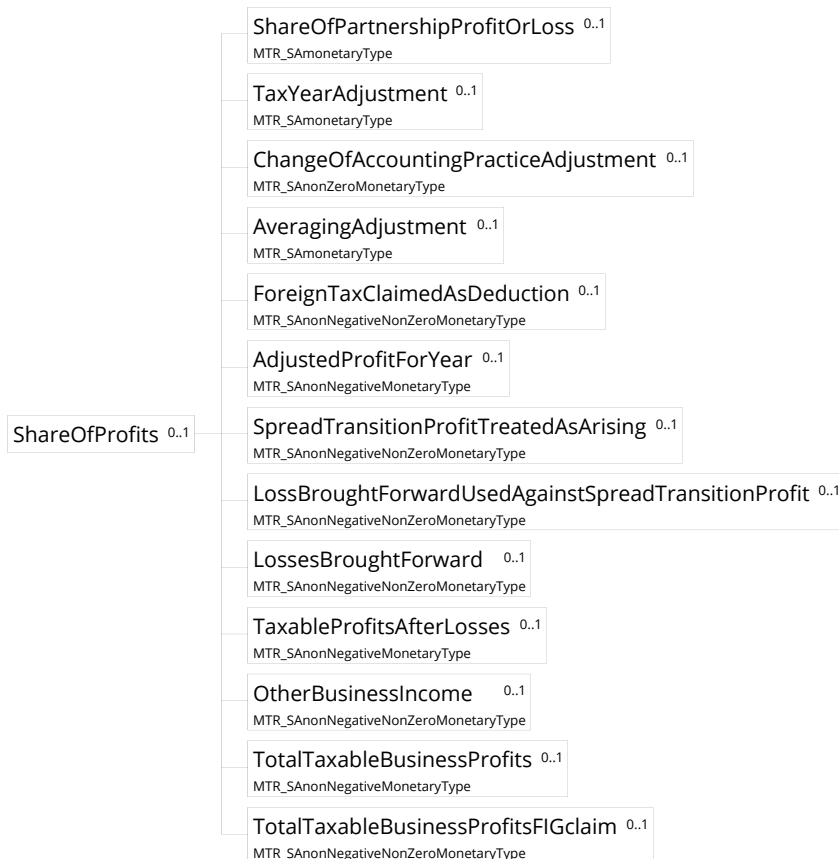 ShareOfPartnershipProfitOrLoss 0..1
MTR_SAmonetaryType
TaxYearAdjustment 0..1
MTR_SAmonetaryType
ChangeOfAccountingPracticeAdjustment 0..1
MTR_SAnonZeroMonetaryType
AveragingAdjustment 0..1
MTR_SAmonetaryType
ForeignTaxClaimedAsDeduction 0..1
MTR_SAnonNegativeNonZeroMonetaryType
AdjustedProfitForYear 0..1
MTR_SAnonNegativeMonetaryType
ShareOfProfits 0..1
SpreadTransitionProfitTreatedAsArising 0..1
MTR_SAnonNegativeNonZeroMonetaryType
LossBroughtForwardUsedAgainstSpreadTransitionProfit 0..1
MTR_SAnonNegativeNonZeroMonetaryType
LossesBroughtForward 0..1
MTR_SAnonNegativeNonZeroMonetaryType
TaxableProfitsAfterLosses 0..1
MTR_SAnonNegativeMonetaryType
OtherBusinessIncome 0..1
MTR_SAnonNegativeNonZeroMonetaryType
TotalTaxableBusinessProfits 0..1
MTR_SAnonNegativeMonetaryType
TotalTaxableBusinessProfitsFIGclaim 0..1
MTR_SAnonNegativeNonZeroMonetaryType